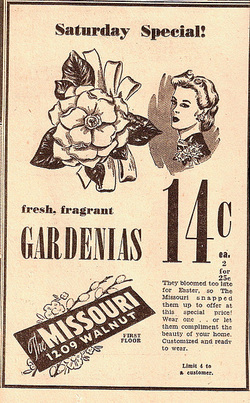 Saturday Special!
fresh, fragrant
GARDENIAS
14c
ea.
2
for
25c
They bloomed too late
for Easter, so The
Missouri snapped
them up to offer at
this special price!
Wear one . . or let
them compliment the
beauty of your home.
Customized and ready
to wear.
Limit 4 to
a customer.
The MISSOURI
1209 WALNUT
FIRST
FLOOR